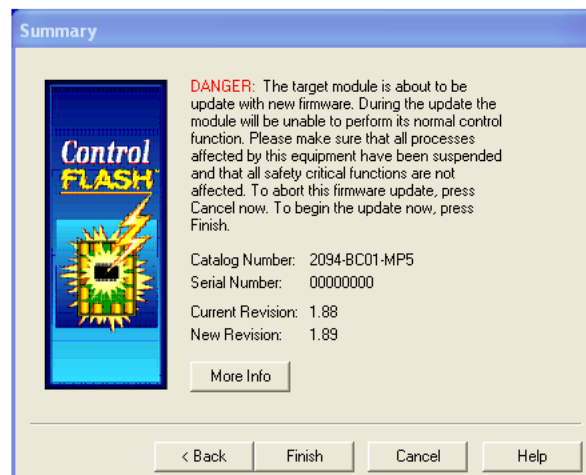 Summary
Control
FLASH
DANGER: The target module is about to be
update with new firmware. During the update the
module will be unable to perform its normal control
function. Please make sure that all processes
affected by this equipment have been suspended
and that all safety critical functions are not
affected. To abort this firmware update, press
Cancel now. To begin the update now, press
Finish.
Catalog Number: 2094-BC01-MP5
Serial Number: 00000000
Current Revision: 1.88
New Revision: 1.89
More Info
< Back Finish Cancel Help